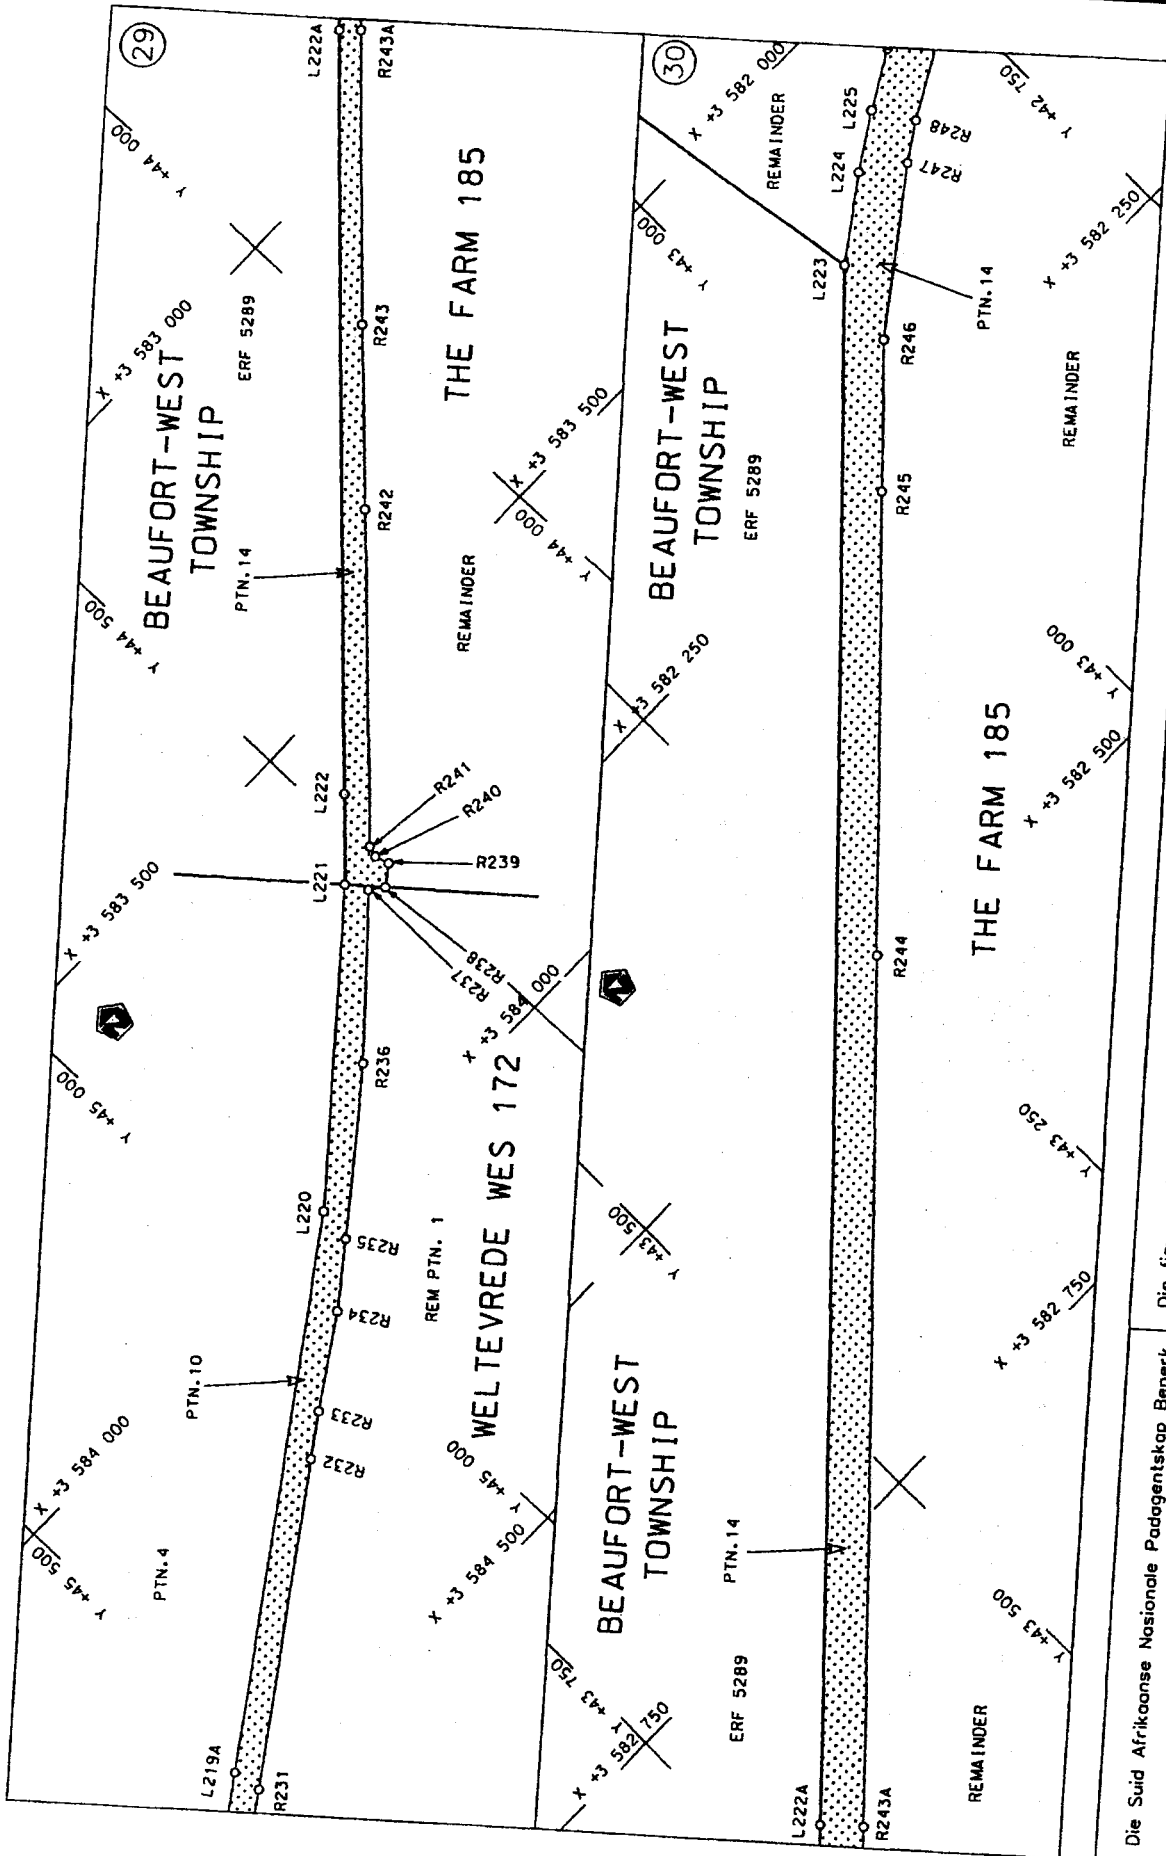 29
L222A
R243A
Y +44 000
X +3 583 000
BEAUFORT-WEST
TOWNSHIP
ERF 5289
R243
THE FARM 185
R242
PTN.14
REMAINDER
X +3 583 500
Y +44 000
Y +44 500
L222
R241
R240
R239
L221
X +3 583 500
R238
R237
X +3 584 000
R236
Y +45 000
L220
R235
R234
REM PTN. 1
WELTEVREDE WES 172
PTN.10
R233
R232
X +3 584 000
Y +45 500
PTN.4
Y +45 000
X +3 584 500
L219A
R231
30
X +3 582 000
REMAINDER
L225
L224
R248
R247
Y +42 750
Y +43 000
L223
X +3 582 250
PTN.14
R246
BEAUFORT-WEST
TOWNSHIP
ERF 5289
R245
REMAINDER
X +3 582 250
Y +43 000
X +3 582 500
THE FARM 185
R244
Y +43 250
Y +43 500
X +3 582 750
BEAUFORT-WEST
TOWNSHIP
PTN.14
Y +43 500
ERF 5289
Y +43 750
X +3 582 750
REMAINDER
L222A
R243A
Die Suid Afrikaanse Nasionale Padagentskap Beperk